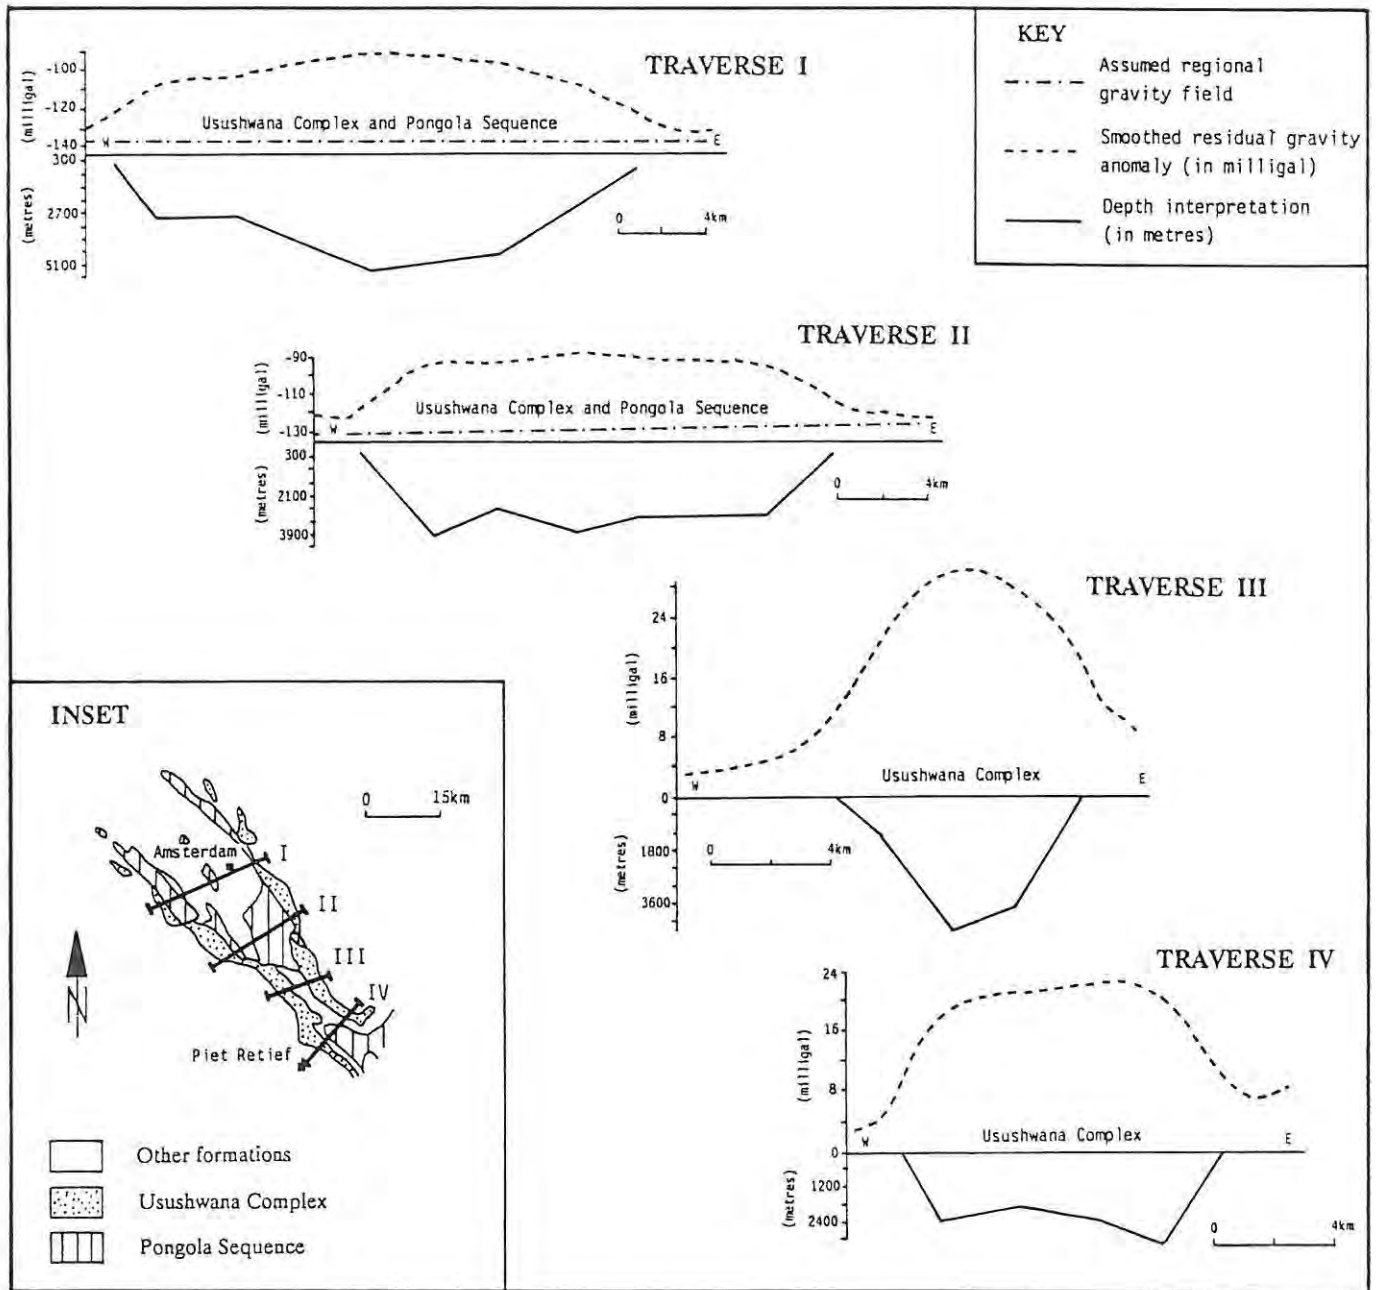 TRAVERSE I
(milligal)
-100
-120
-140
Usushwana Complex and Pongola Sequence
W
E
(metres)
300
2700
5100
0 4km
KEY
Assumed regional
gravity field
Smoothed residual gravity
anomaly (in milligal)
Depth interpretation
(in metres)
TRAVERSE II
(milligal)
-90
-110
-130
Usushwana Complex and Pongola Sequence
W
E
(metres)
300
2100
3900
0 4km
TRAVERSE III
(milligal)
24
16
8
0
Usushwana Complex
W
E
(metres)
1800
3600
0 4km
TRAVERSE IV
(milligal)
24
16
8
0
Usushwana Complex
W
E
(metres)
1200
2400
0 4km
INSET
0 15km
Amsterdam
I
II
III
IV
N
Piet Retief
Other formations
Usushwana Complex
Pongola Sequence